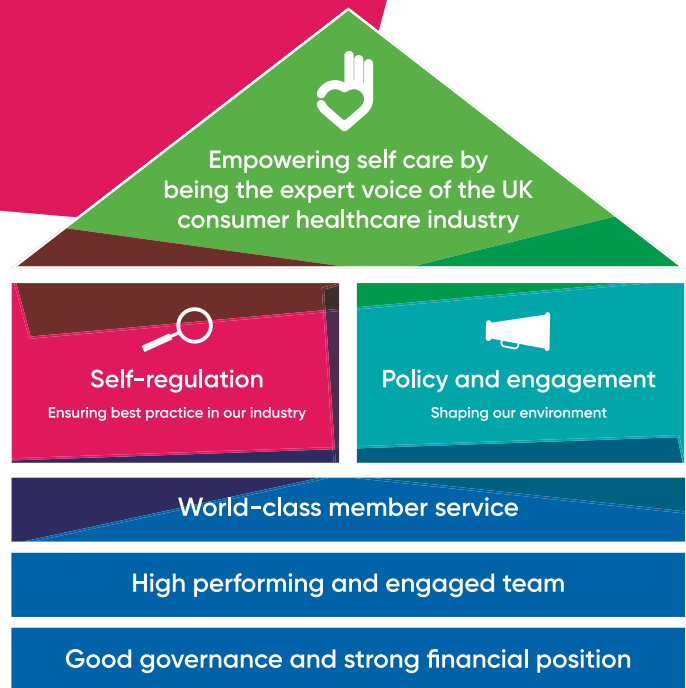 Empowering self care by
being the expert voice of the UK
consumer healthcare industry
Self-regulation
Ensuring best practice in our industry
Policy and engagement
Shaping our environment
World-class member service
High performing and engaged team
Good governance and strong financial position